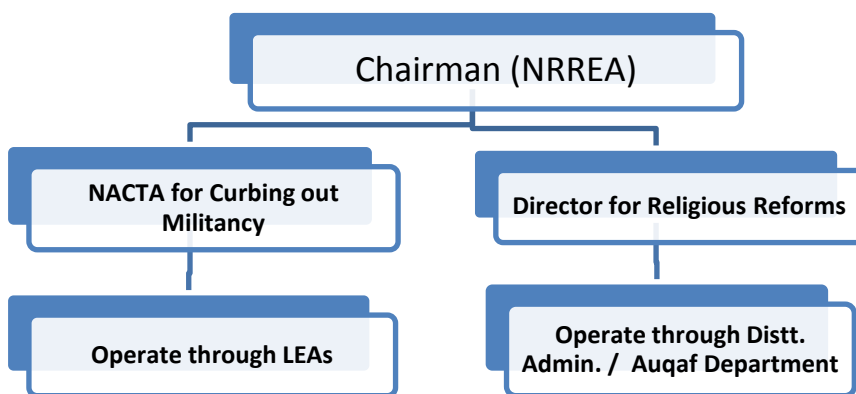 Chairman (NRREA)
NACTA for Curbing out
Militancy
Director for Religious Reforms
Operate through LEAs
Operate through Distt.
Admin. / Auqaf Department